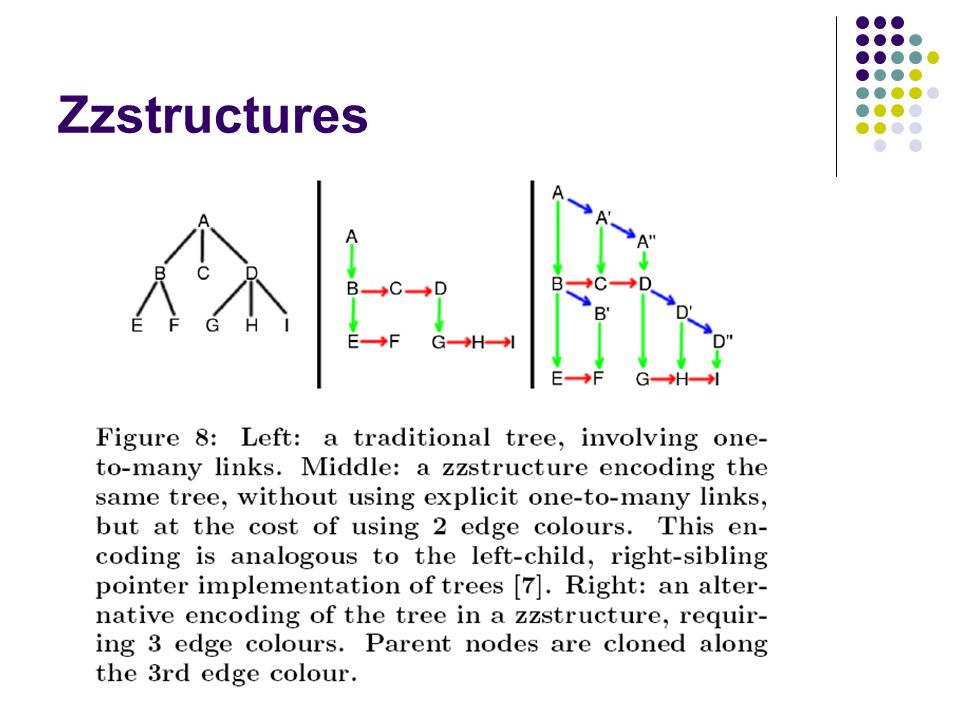 Zzstructures
A
B C D
E F G H I
A
B C D
E F G H I
A
A'
A"
B C D
B' D'
D"
E F G H I
Figure 8: Left: a traditional tree, involving one-
to-many links. Middle: a zzstructure encoding the
same tree, without using explicit one-to-many links,
but at the cost of using 2 edge colours. This en-
coding is analogous to the left-child, right-sibling
pointer implementation of trees [7]. Right: an alter-
native encoding of the tree in a zzstructure, requir-
ing 3 edge colours. Parent nodes are cloned along
the 3rd edge colour.